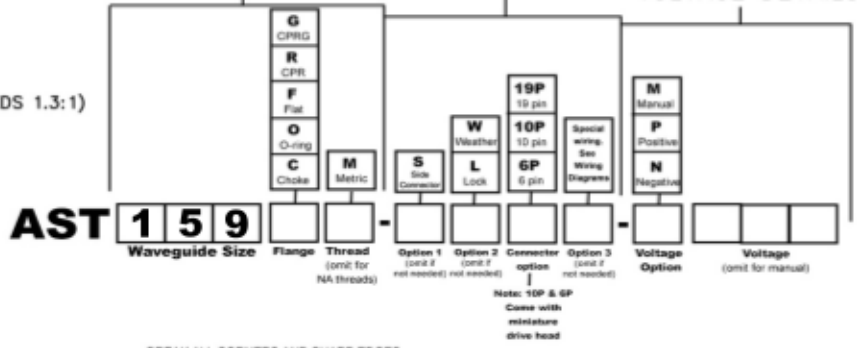 DS 1.3:1)
G
CPRG
R
CPR
F
Flat
O
O-ring
C
Choke
M
Metric
S
Side
Connector
W
Weather
L
Lock
19P
19 pin
10P
10 pin
6P
6 pin
Special
wiring.
See
Wiring
Diagrams
M
Manual
P
Positive
N
Negative
AST 1 5 9 - -
Waveguide Size
Flange
Thread
(omit for
NA threads)
Option 1
(omit if
not needed)
Option 2
(omit if
not needed)
Connector
option
Note: 10P & 6P
Come with
miniature
drive head
Option 3
(omit if
not needed)
Voltage
Option
Voltage
(omit for manual)